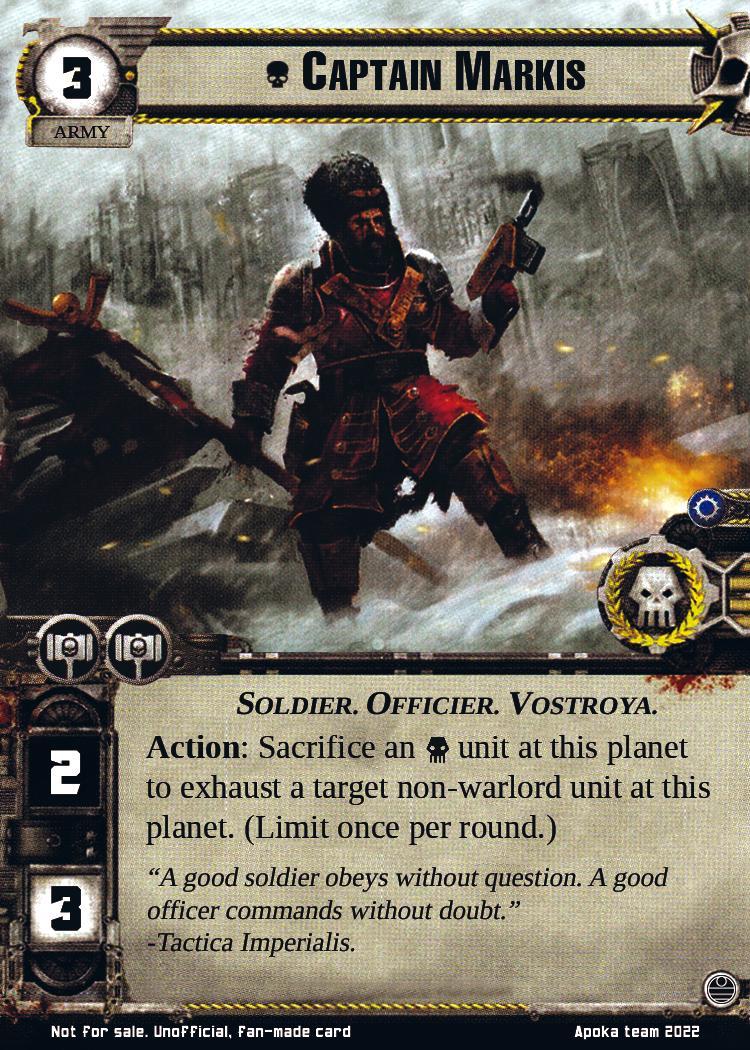 3
Captain Markis
ARMY
Soldier. Officier. Vostroya.
Action: Sacrifice an unit at this planet
to exhaust a target non-warlord unit at this
planet. (Limit once per round.)
2
3
“A good soldier obeys without question. A good
officer commands without doubt.”
-Tactica Imperialis.
Not for sale. Unofficial, fan-made card
Apoka team 2022